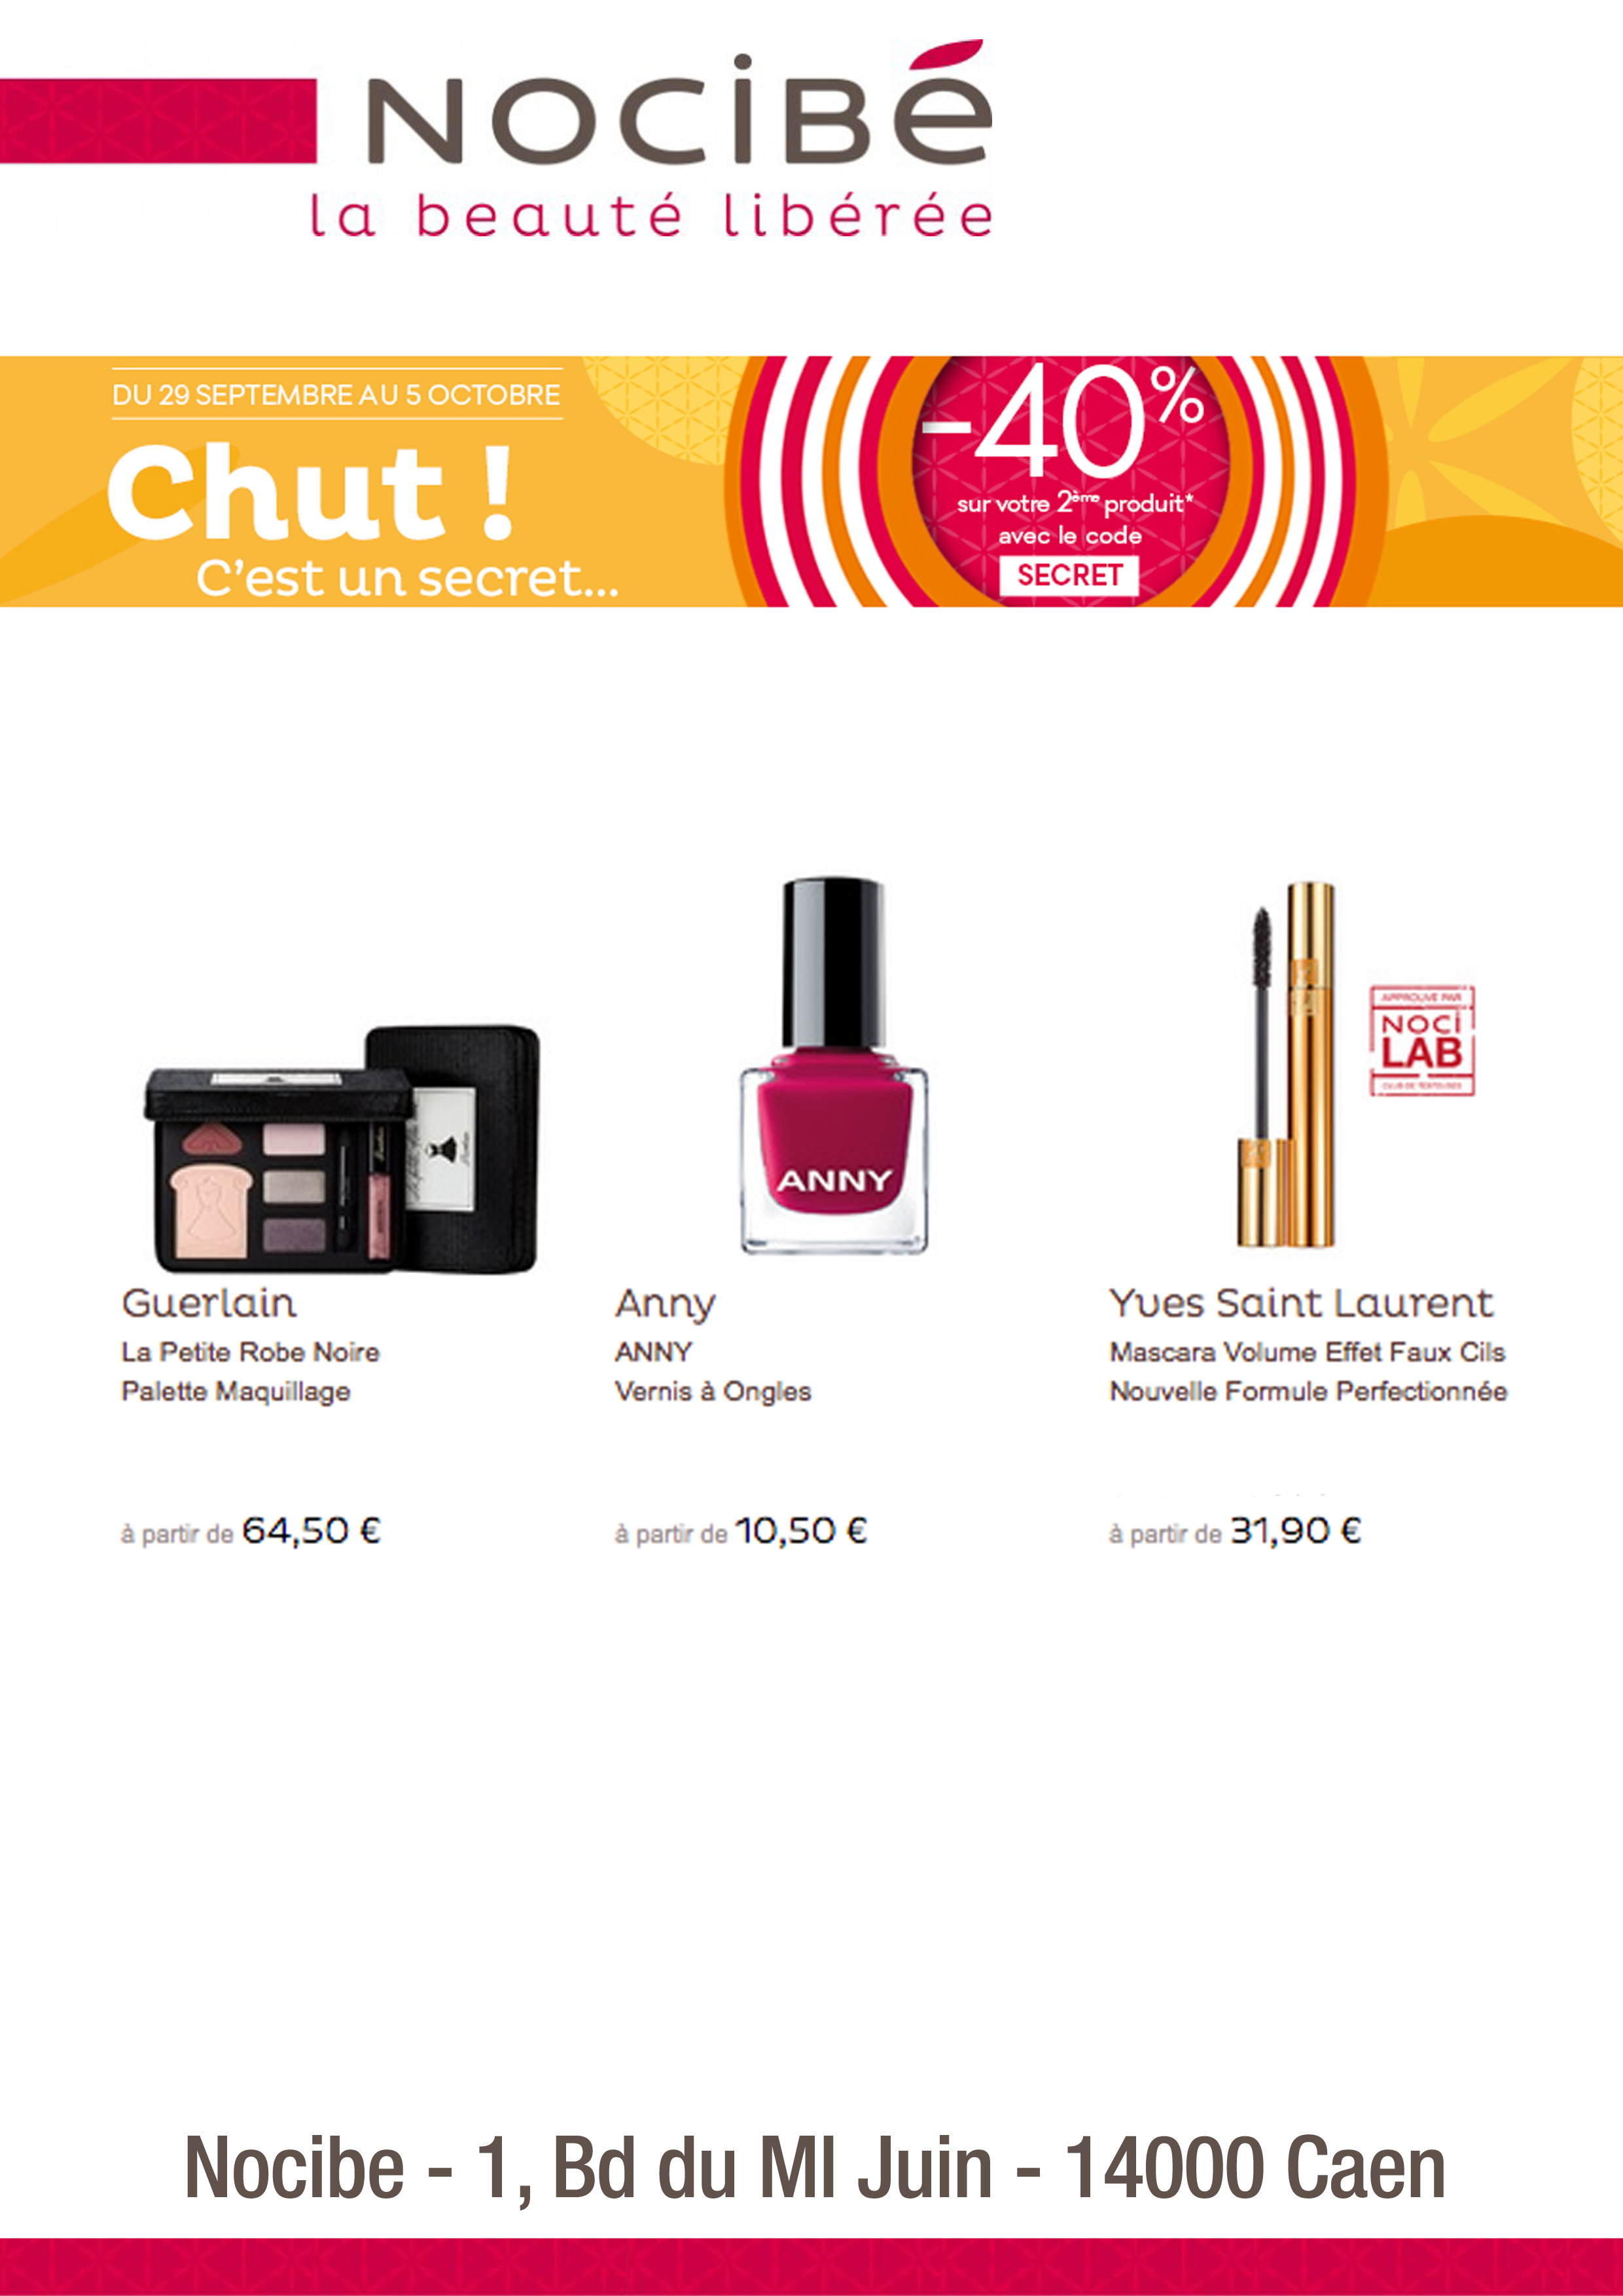 NOCIBÉ
la beauté libérée
DU 29 SEPTEMBRE AU 5 OCTOBRE
Chut !
C'est un secret...
-40%
sur votre 2ème produit*
avec le code
SECRET
APPROUVÉ PAR
NOCI
LAB
CLUB DE TESTEUSES
ANNY
Guerlain
La Petite Robe Noire
Palette Maquillage
à partir de 64,50 €
Anny
ANNY
Vernis à Ongles
à partir de 10,50 €
Yves Saint Laurent
Mascara Volume Effet Faux Cils
Nouvelle Formule Perfectionnée
à partir de 31,90 €
Nocibe - 1, Bd du Ml Juin - 14000 Caen